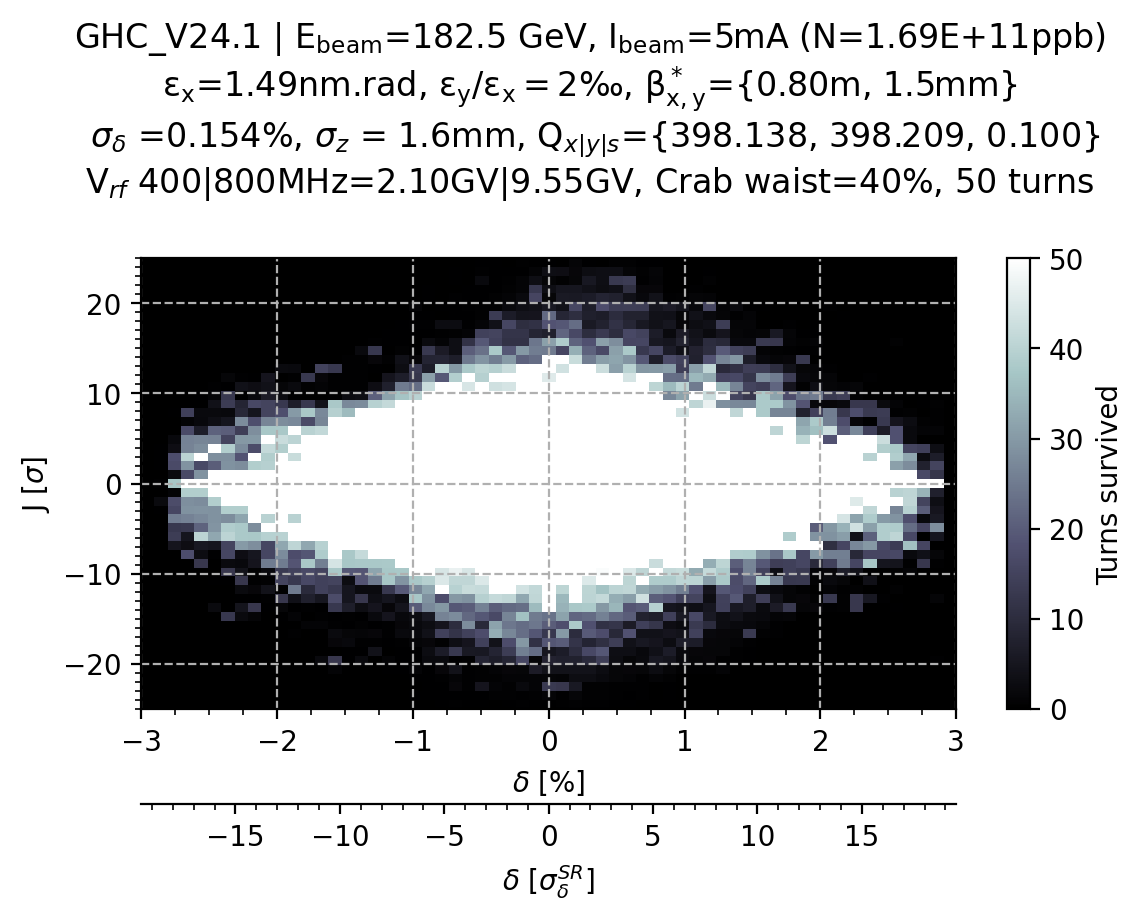 GHC_V24.1 | E_beam=182.5 GeV, I_beam=5mA (N=1.69E+11ppb)
ε_x=1.49nm.rad, ε_y/ε_x = 2‰, β*_x,y={0.80m, 1.5mm}
σ_δ =0.154%, σ_z = 1.6mm, Q_x|y|s={398.138, 398.209, 0.100}
V_rf 400|800MHz=2.10GV|9.55GV, Crab waist=40%, 50 turns
20
10
0
−10
−20
J [σ]
−3 −2 −1 0 1 2 3
δ [%]
−15 −10 −5 0 5 10 15
δ [σ_δ^SR]
50
40
30
20
10
0
Turns survived